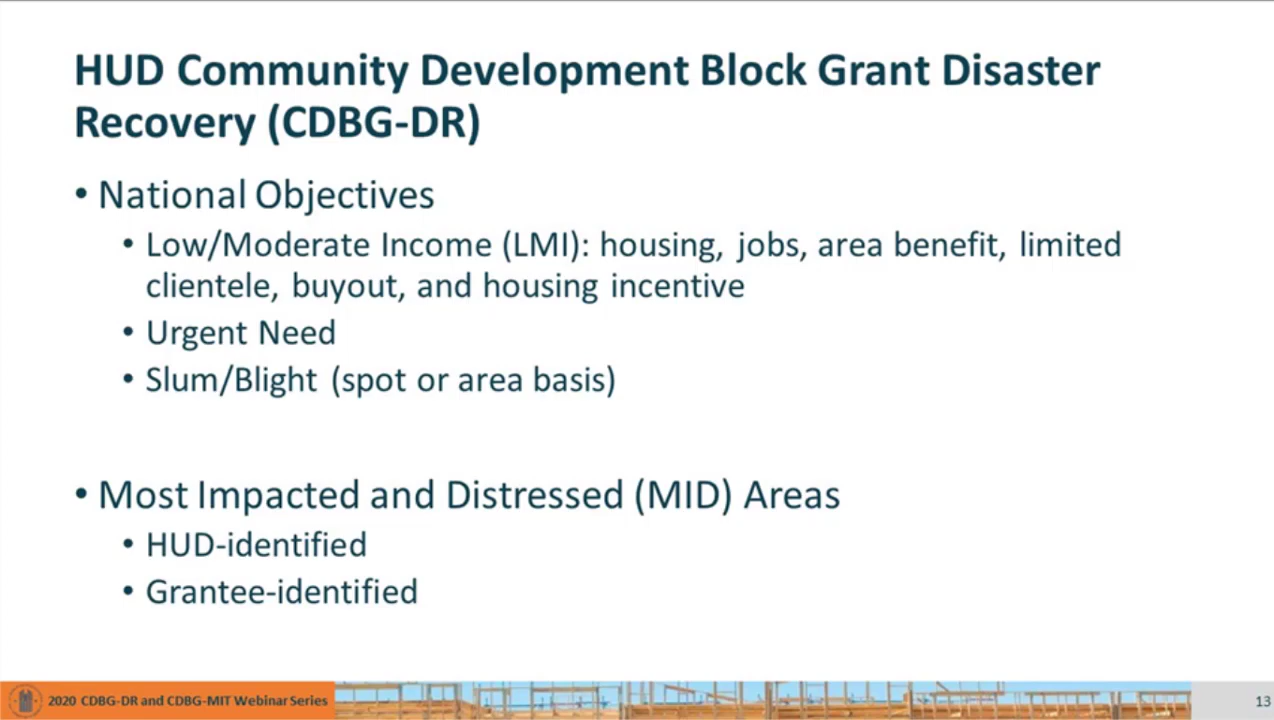 HUD Community Development Block Grant Disaster
Recovery (CDBG-DR)
• National Objectives
• Low/Moderate Income (LMI): housing, jobs, area benefit, limited
clientele, buyout, and housing incentive
• Urgent Need
• Slum/Blight (spot or area basis)
• Most Impacted and Distressed (MID) Areas
• HUD-identified
• Grantee-identified
2020 CDBG-DR and CDBG-MIT Webinar Series
13